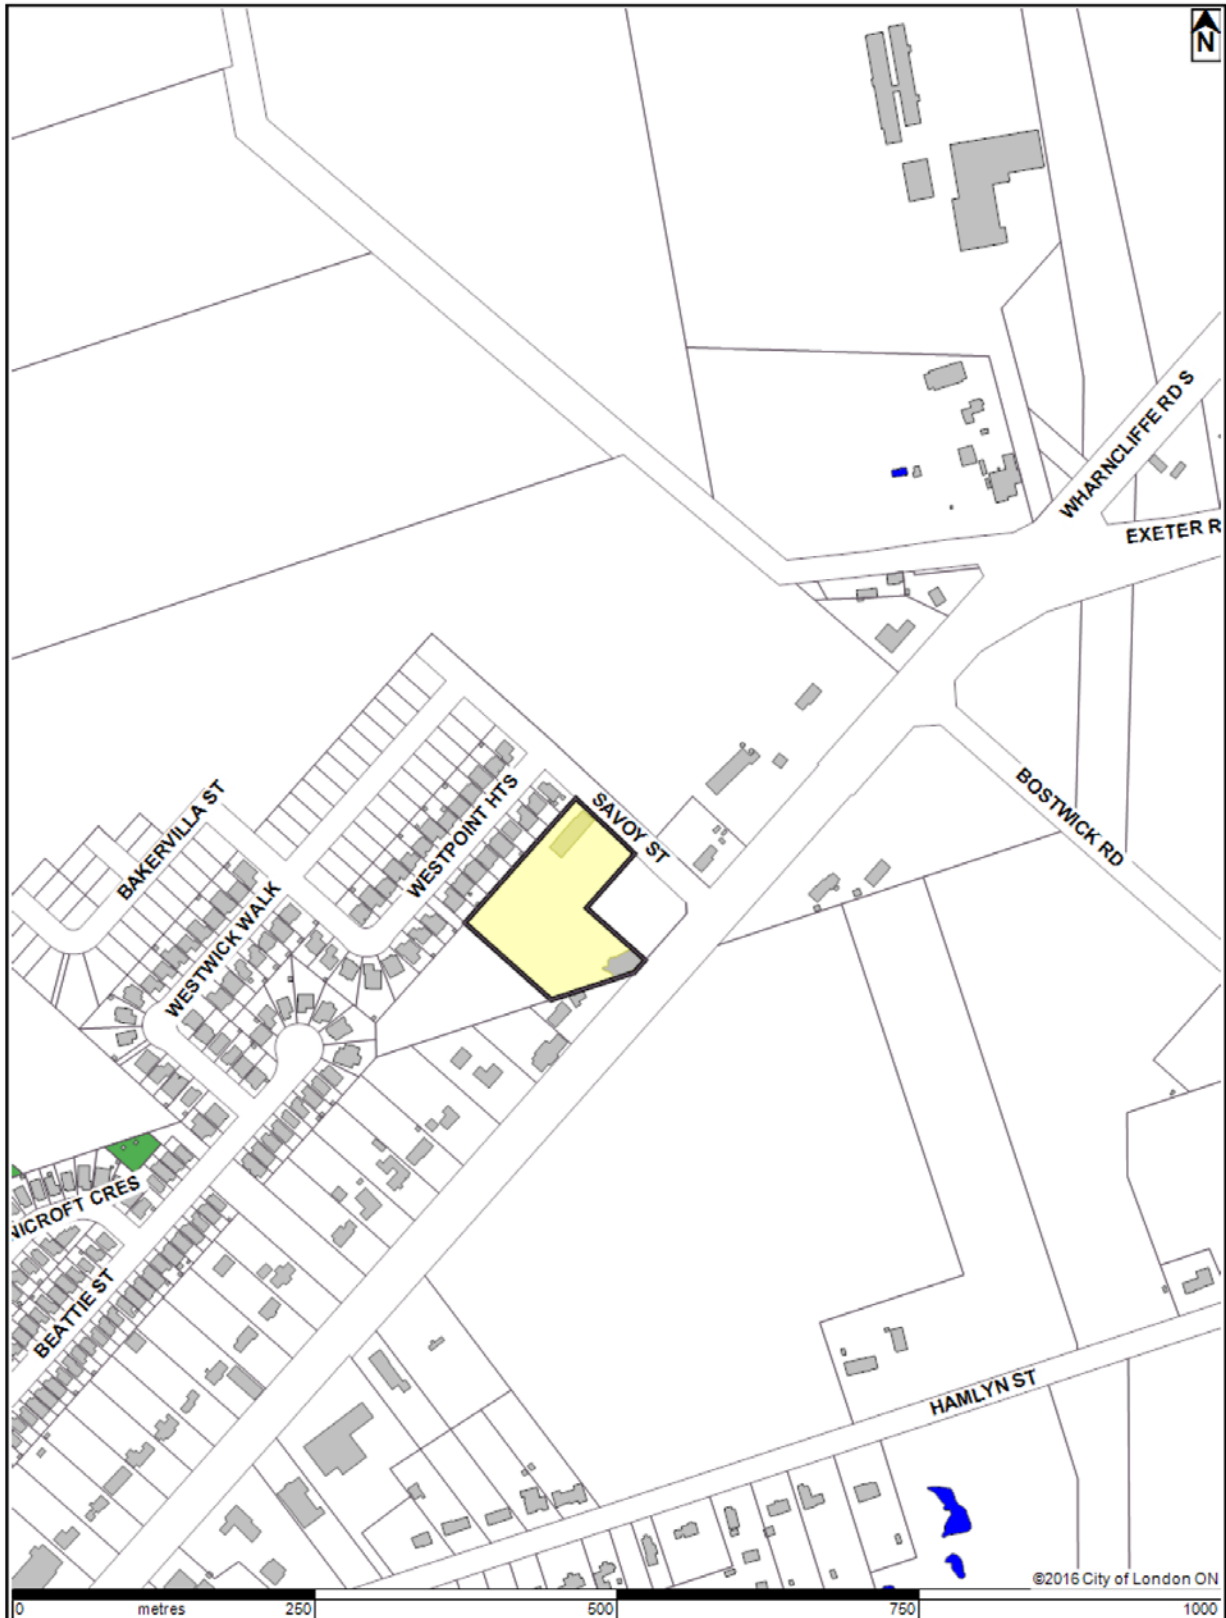 N
WHARNCLIFFE RD S
EXETER R
SAVOY ST
BOSTWICK RD
WESTPOINT HTS
BAKERVILLA ST
WESTWICK WALK
NICROFT CRES
BEATTIE ST
HAMLYN ST
©2016 City of London ON
0 metres 250 500 750 1000